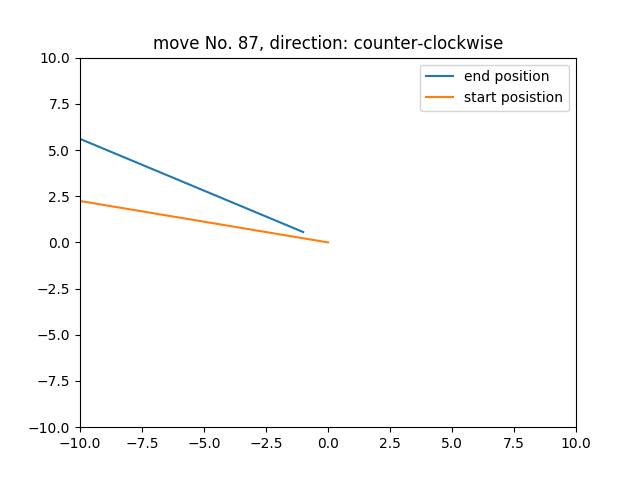 move No. 87, direction: counter-clockwise
end position
start posistion
10.0
7.5
5.0
2.5
0.0
−2.5
−5.0
−7.5
−10.0
−10.0 −7.5 −5.0 −2.5 0.0 2.5 5.0 7.5 10.0